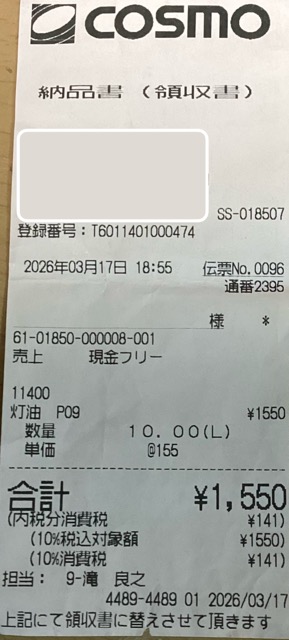 COSMO
納品書（領収書）
SS-018507
登録番号：T6011401000474
2026年03月17日 18:55 伝票No.0096
通番2395
様 *
61-01850-000008-001
売上 現金フリー
11400
灯油 P09 ¥1550
数量 10.00(L)
単価 @155
合計 ¥1,550
(内税分消費税 ¥141)
(10%税込対象額 ¥1550)
(10%消費税 ¥141)
担当： 9-滝 良之
4489-4489 01 2026/03/17
上記にて領収書に替えさせて頂きます